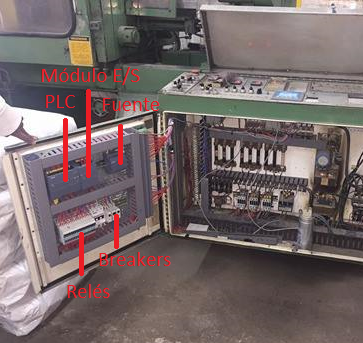 Módulo I/S
PLC
Fuente
Breakers
Relés